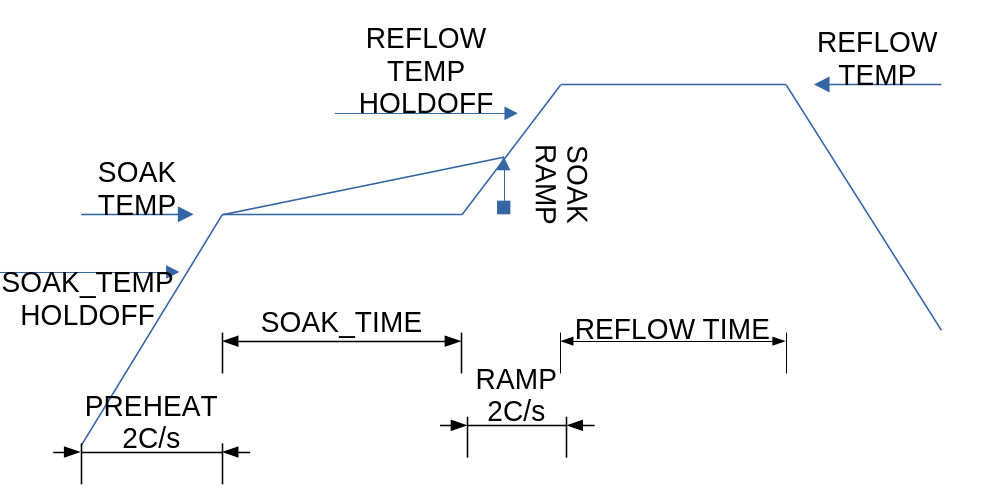 REFLOW
TEMP
HOLDOFF
REFLOW
TEMP
SOAK
TEMP
SOAK
RAMP
SOAK_TEMP
HOLDOFF
SOAK_TIME
REFLOW TIME
RAMP
2C/s
PREHEAT
2C/s